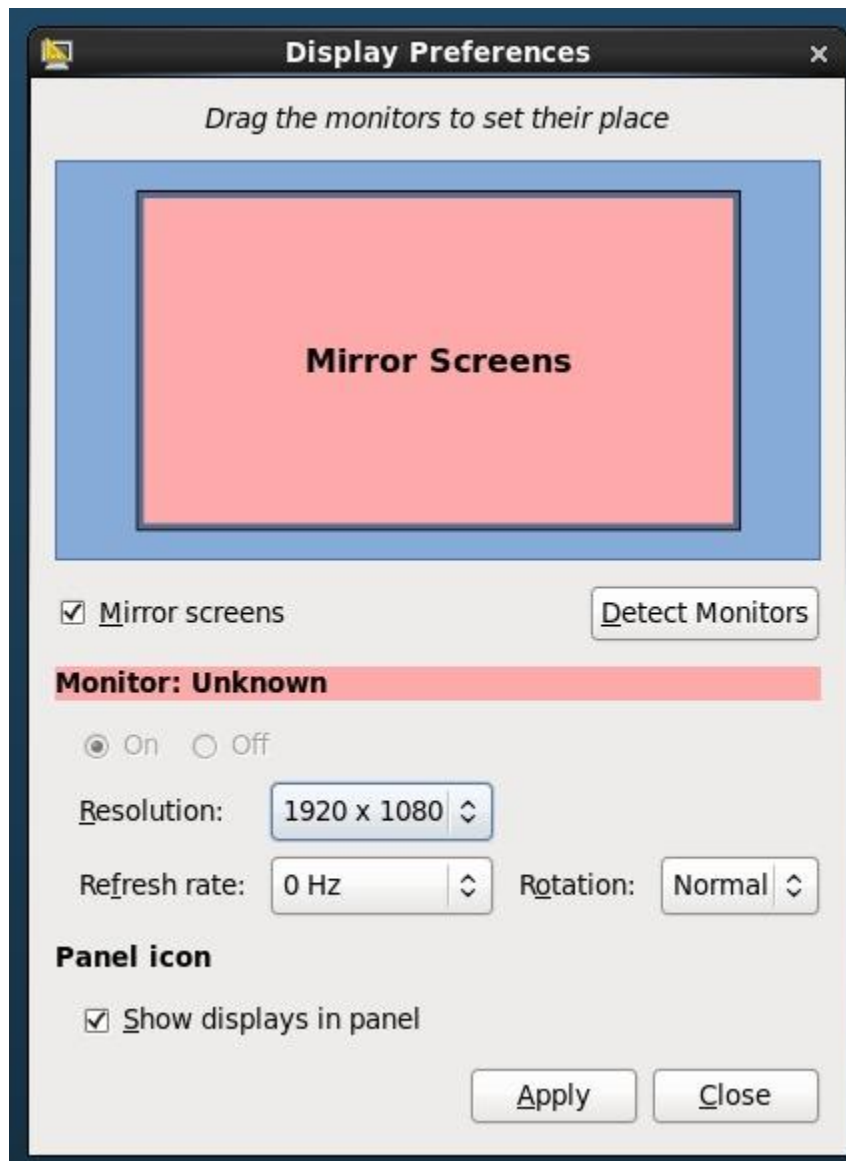 Display Preferences
Drag the monitors to set their place
Mirror Screens
Mirror screens
Detect Monitors
Monitor: Unknown
On Off
Resolution: 1920 x 1080
Refresh rate: 0 Hz Rotation: Normal
Panel icon
Show displays in panel
Apply Close